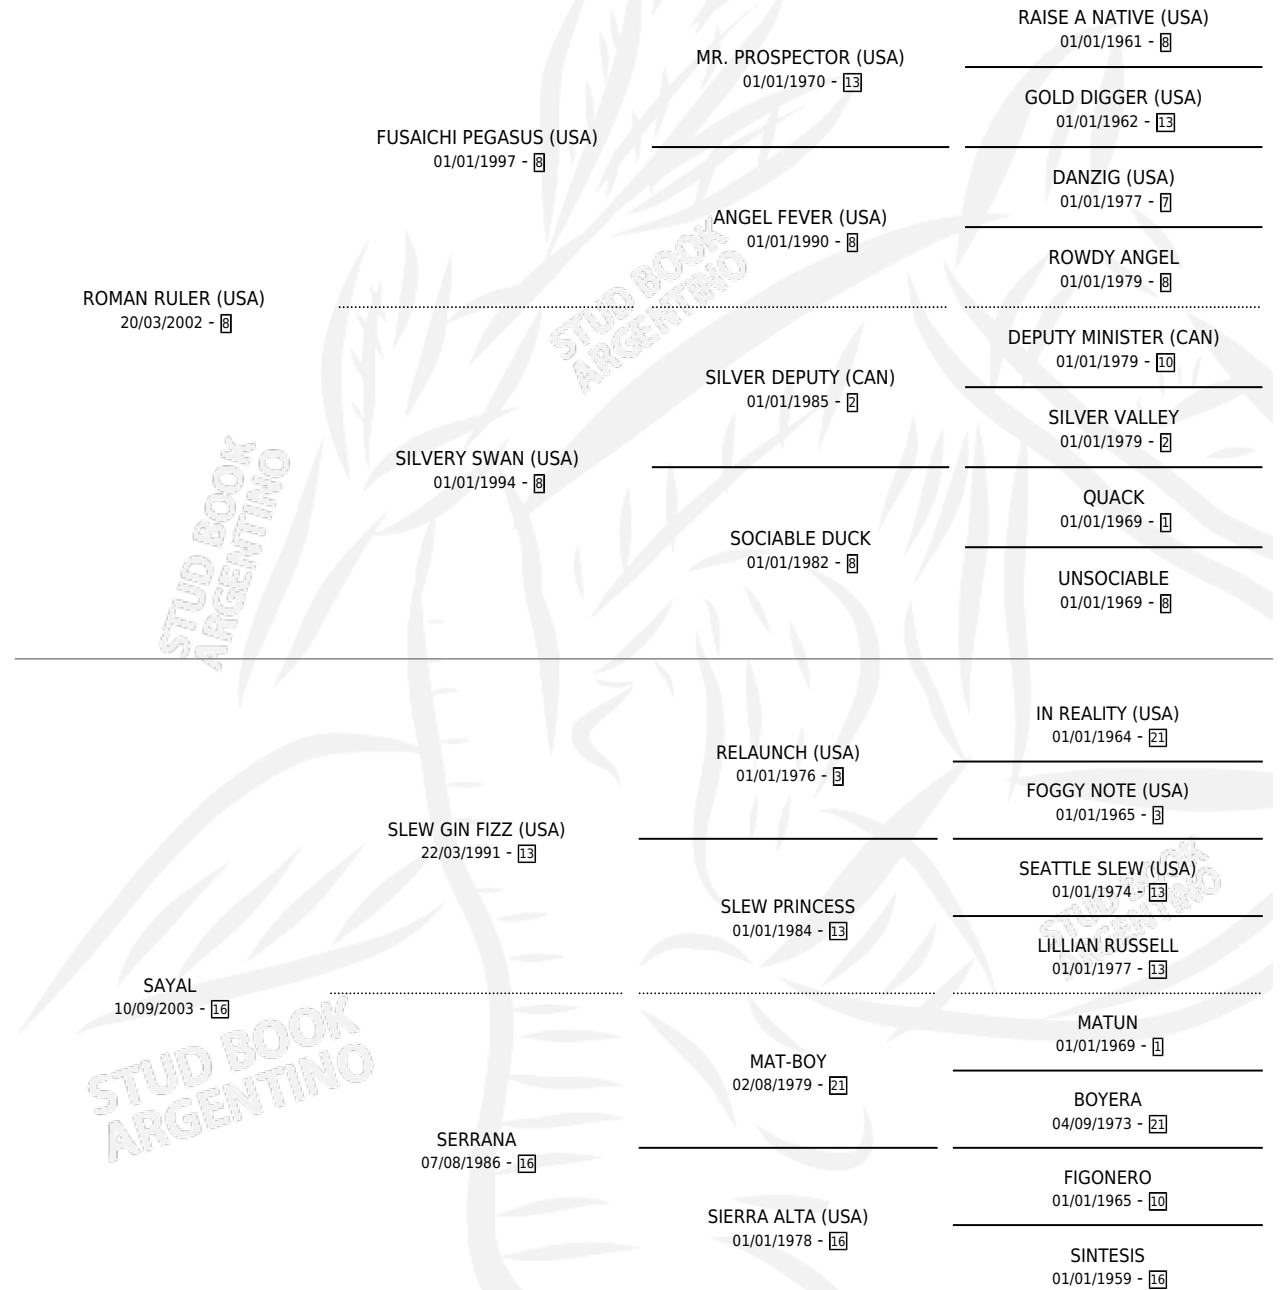 RAISE A NATIVE (USA)
01/01/1961 - 8
MR. PROSPECTOR (USA)
01/01/1970 - 13
GOLD DIGGER (USA)
01/01/1962 - 13
FUSAICHI PEGASUS (USA)
01/01/1997 - 8
DANZIG (USA)
01/01/1977 - 7
ANGEL FEVER (USA)
01/01/1990 - 8
ROWDY ANGEL
01/01/1979 - 8
ROMAN RULER (USA)
20/03/2002 - 8
STUD BOOK
ARGENTINO
DEPUTY MINISTER (CAN)
01/01/1979 - 10
SILVER DEPUTY (CAN)
01/01/1985 - 2
SILVER VALLEY
01/01/1979 - 2
SILVERY SWAN (USA)
01/01/1994 - 8
QUACK
01/01/1969 - 1
SOCIABLE DUCK
01/01/1982 - 8
UNSOCIABLE
01/01/1969 - 8
STUD BOOK
ARGENTINO
IN REALITY (USA)
01/01/1964 - 21
RELAUNCH (USA)
01/01/1976 - 3
FOGGY NOTE (USA)
01/01/1965 - 3
SLEW GIN FIZZ (USA)
22/03/1991 - 13
SEATTLE SLEW (USA)
01/01/1974 - 13
SLEW PRINCESS
01/01/1984 - 13
STUD BOOK
ARGENTINO
LILLIAN RUSSELL
01/01/1977 - 13
SAYAL
10/09/2003 - 16
STUD BOOK
ARGENTINO
MATUN
01/01/1969 - 1
MAT-BOY
02/08/1979 - 21
BOYERA
04/09/1973 - 21
SERRANA
07/08/1986 - 16
FIGONERO
01/01/1965 - 10
SIERRA ALTA (USA)
01/01/1978 - 16
SINTESIS
01/01/1959 - 16